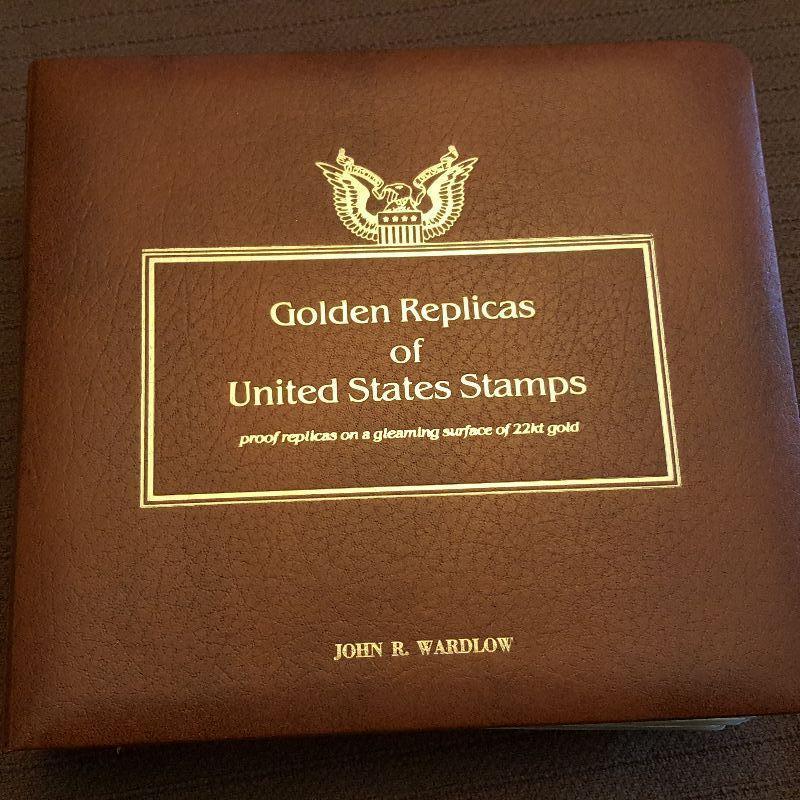 Golden Replicas
of
United States Stamps
proof replicas on a gleaming surface of 22kt gold
JOHN R. WARDLOW